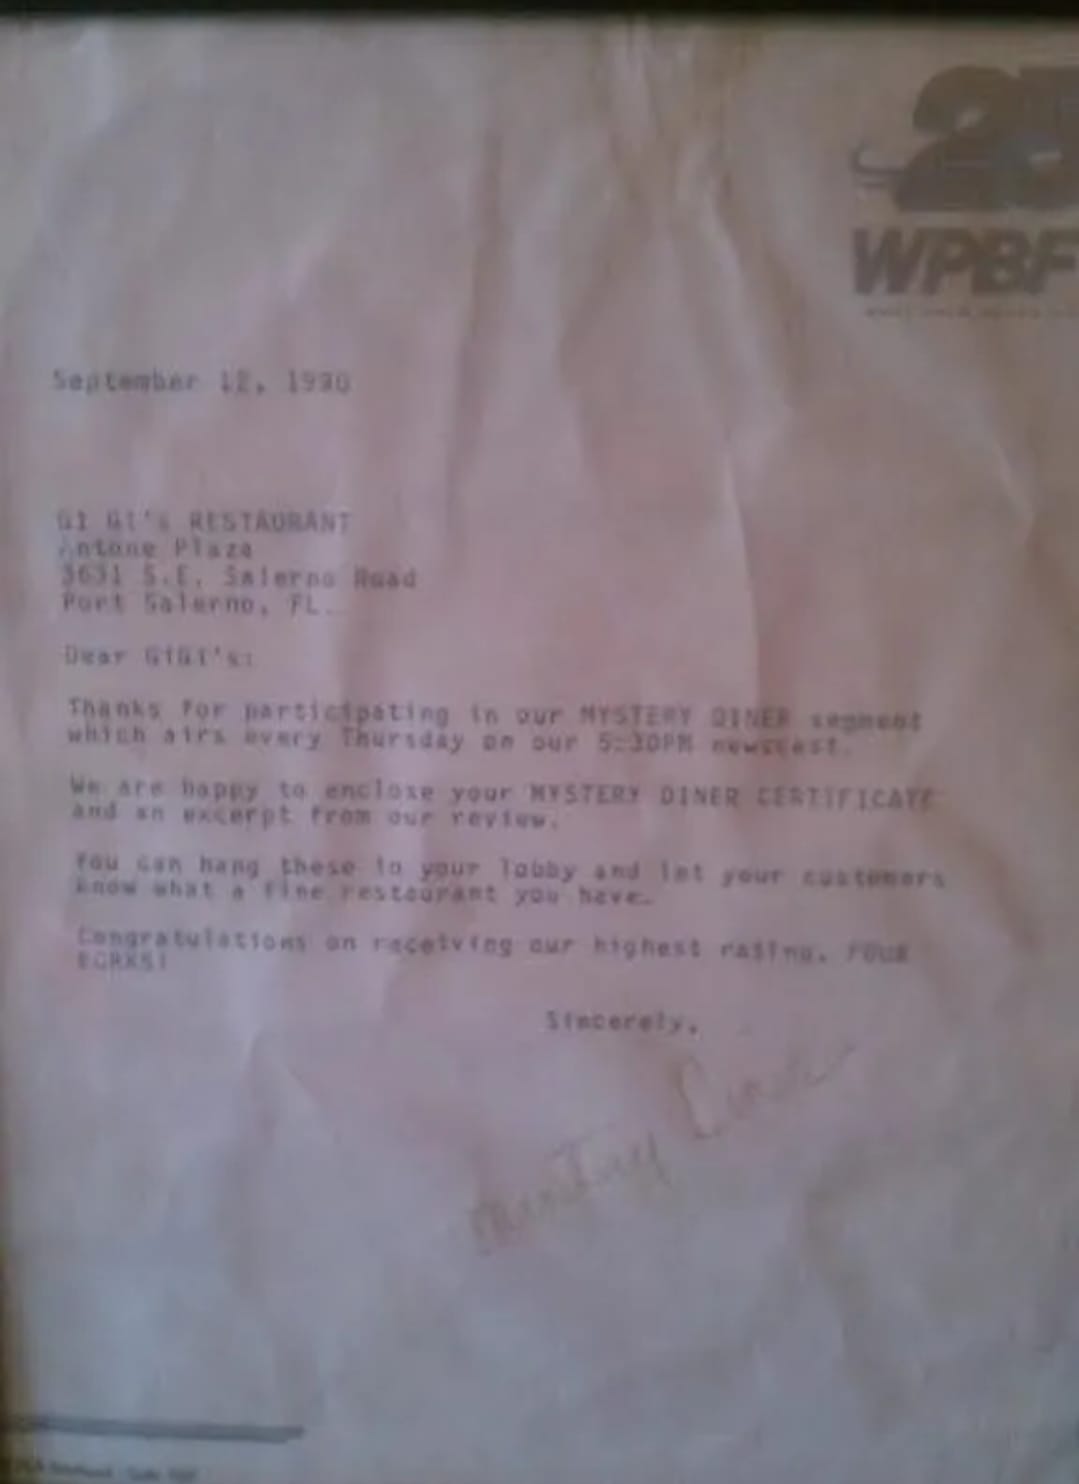 25
WPBF
September 12, 1990
GI GI's RESTAURANT
Antone Plaza
3631 S.E. Salerno Road
Port Salerno, FL.
Dear GIGI's:
Thanks for participating in our MYSTERY DINER segment
which airs every Thursday on our 5:30PM newscast.
We are happy to enclose your MYSTERY DINER CERTIFICATE
and an excerpt from our review.
You can hang these in your lobby and let your customers
know what a fine restaurant you have.
Congratulations on receiving our highest rating, FOUR
FORKS!
Sincerely,